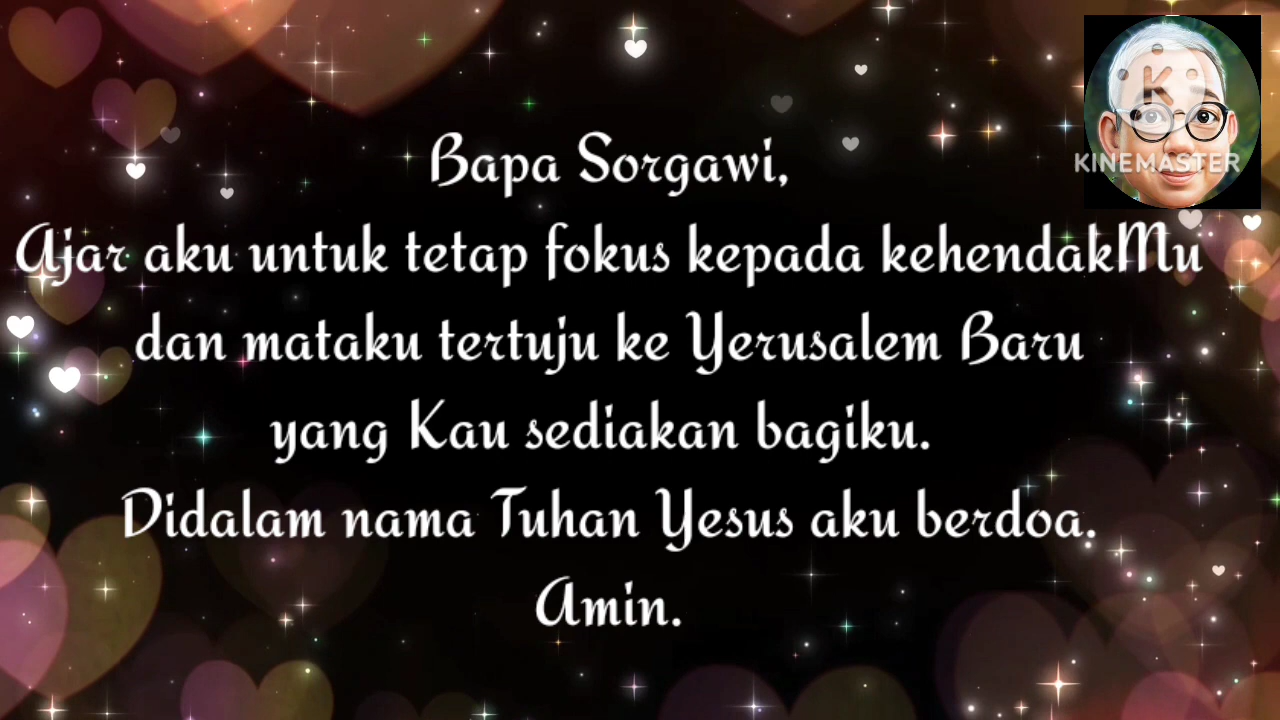 KINEMASTER
Bapa Sorgawi,
Ajar aku untuk tetap fokus kepada kehendakMu
dan mataku tertuju ke Yerusalem Baru
yang Kau sediakan bagiku.
Didalam nama Tuhan Yesus aku berdoa.
Amin.